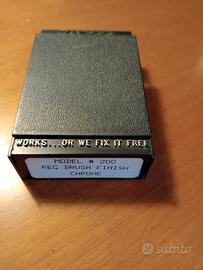 WORKS...OR WE FIX IT FREE
MODEL # 200
REG BRUSH FINISH
CHROME
subito